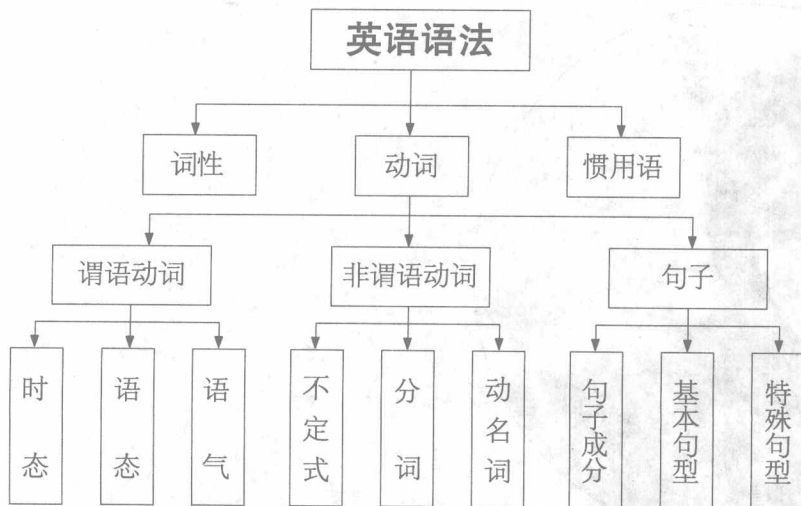 英语语法
词性
动词
惯用语
谓语动词
非谓语动词
句子
时态
语态
语气
不定式
分词
动名词
句子成分
基本句型
特殊句型